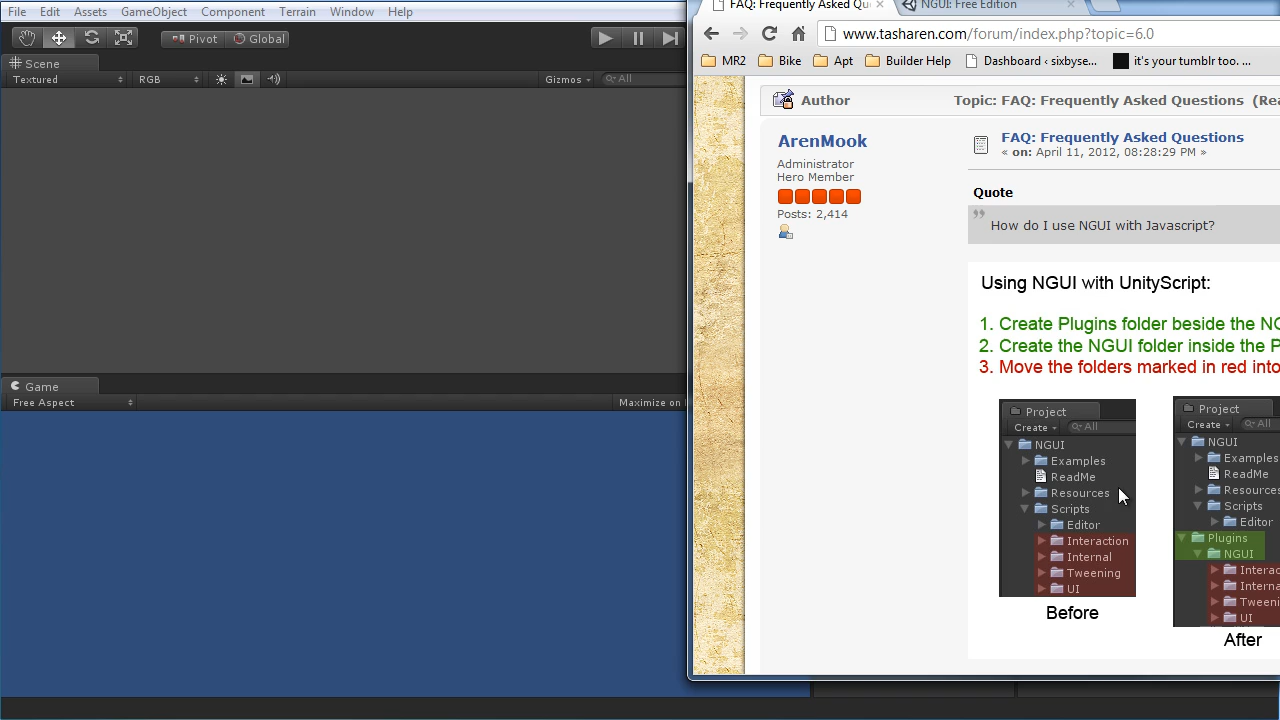 File Edit Assets GameObject Component Terrain Window Help
Pivot Global
Scene
Textured RGB Gizmos All
Game
Free Aspect Maximize on
FAQ: Frequently Asked Qu NGUI: Free Edition
www.tasharen.com/forum/index.php?topic=6.0
MR2 Bike Apt Builder Help Dashboard ‹ sixbyse... it's your tumblr too. ...
Author Topic: FAQ: Frequently Asked Questions (Rea
ArenMook
Administrator
Hero Member
Posts: 2,414
FAQ: Frequently Asked Questions
« on: April 11, 2012, 08:28:29 PM »
Quote
How do I use NGUI with Javascript?
Using NGUI with UnityScript:
1. Create Plugins folder beside the NG
2. Create the NGUI folder inside the P
3. Move the folders marked in red into
Project
Create All
NGUI
Examples
ReadMe
Resources
Scripts
Editor
Interaction
Internal
Tweening
UI
Before
Project
Create All
NGUI
Examples
ReadMe
Resources
Scripts
Editor
Plugins
NGUI
Interac
Interna
Tweeni
UI
After